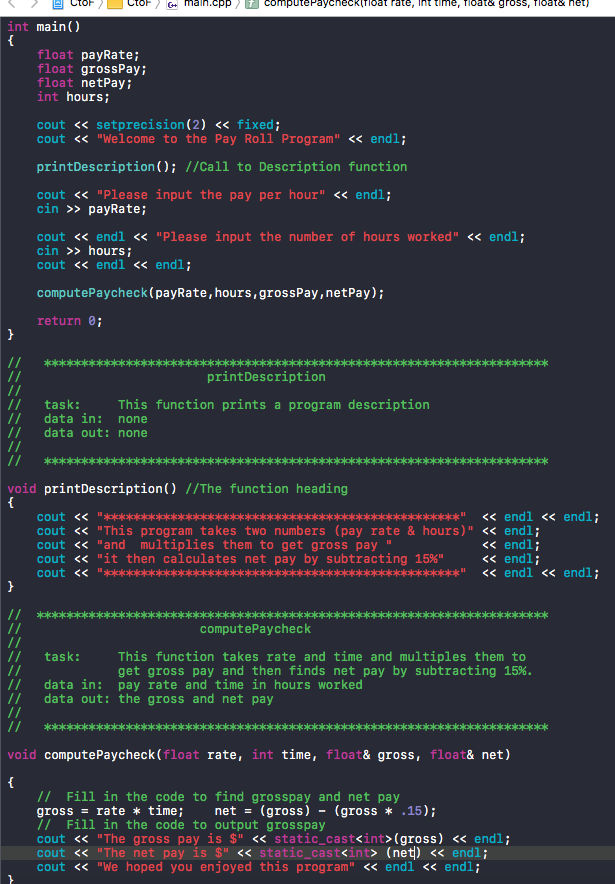 CtoF CtoF main.cpp computePaycheck(float rate, int time, float& gross, float& net)
int main()
{
    float payRate;
    float grossPay;
    float netPay;
    int hours;
    cout << setprecision(2) << fixed;
    cout << "Welcome to the Pay Roll Program" << endl;
    printDescription(); //Call to Description function
    cout << "Please input the pay per hour" << endl;
    cin >> payRate;
    cout << endl << "Please input the number of hours worked" << endl;
    cin >> hours;
    cout << endl << endl;
    computePaycheck(payRate,hours,grossPay,netPay);
    return 0;
}
//   ********************************************************************
//                         printDescription
//
//   task:     This function prints a program description
//   data in:  none
//   data out: none
//
//   ********************************************************************
void printDescription() //The function heading
{
    cout << "************************************************" << endl << endl;
    cout << "This program takes two numbers (pay rate & hours)" << endl;
    cout << "and  multiplies them to get gross pay "            << endl;
    cout << "it then calculates net pay by subtracting 15%"     << endl;
    cout << "************************************************" << endl << endl;
}
//  *********************************************************************
//                        computePaycheck
//
//   task:     This function takes rate and time and multiples them to
//             get gross pay and then finds net pay by subtracting 15%.
//   data in:  pay rate and time in hours worked
//   data out: the gross and net pay
//
//   ********************************************************************
void computePaycheck(float rate, int time, float& gross, float& net)
{
    //  Fill in the code to find grosspay and net pay
    gross = rate * time;    net = (gross) - (gross * .15);
    //  Fill in the code to output grosspay
    cout << "The gross pay is $" << static_cast<int>(gross) << endl;
    cout << "The net pay is $" << static_cast<int> (net) << endl;
    cout << "We hoped you enjoyed this program" << endl << endl;
}